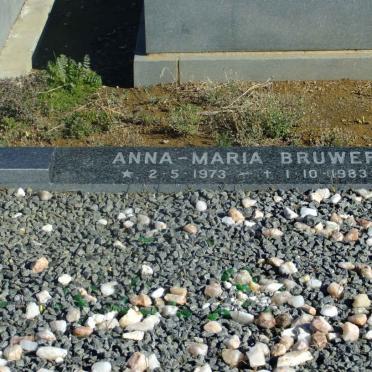 ANNA-MARIA BRUWER
* 2-5-1973 - + 1-10-1983